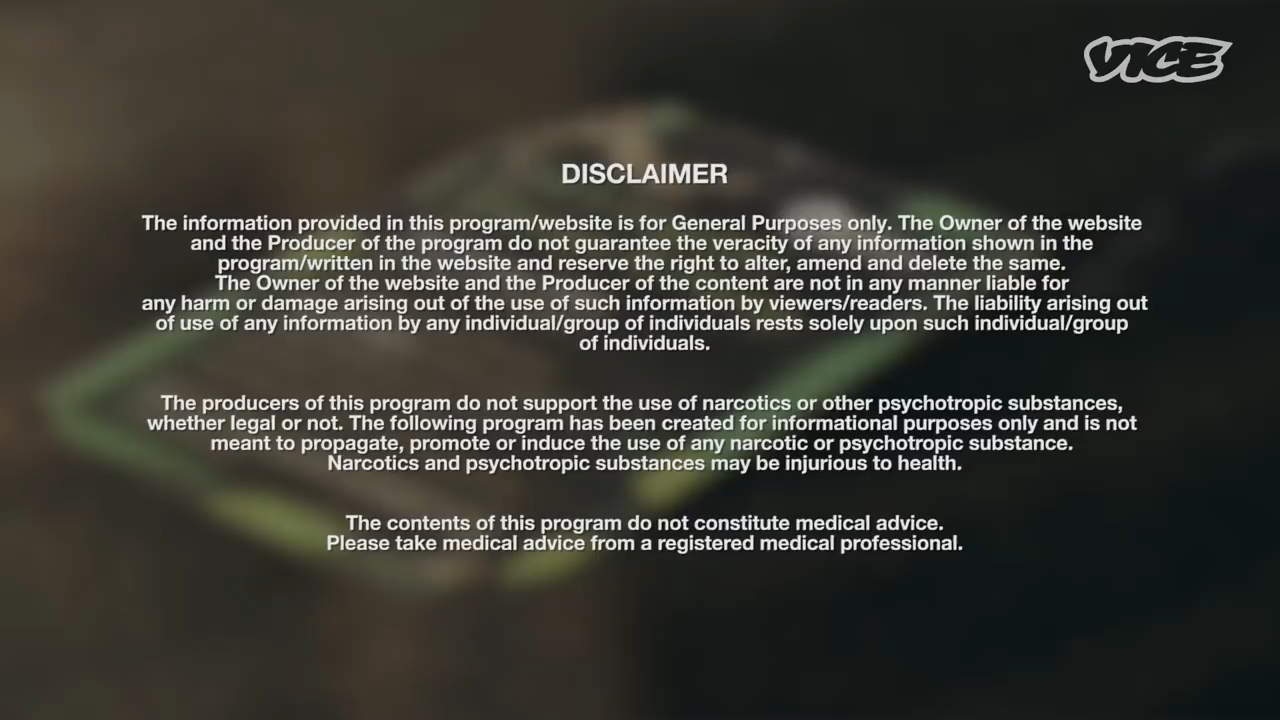 VICE
DISCLAIMER
The information provided in this program/website is for General Purposes only. The Owner of the website
and the Producer of the program do not guarantee the veracity of any information shown in the
program/written in the website and reserve the right to alter, amend and delete the same.
The Owner of the website and the Producer of the content are not in any manner liable for
any harm or damage arising out of the use of such information by viewers/readers. The liability arising out
of use of any information by any individual/group of individuals rests solely upon such individual/group
of individuals.
The producers of this program do not support the use of narcotics or other psychotropic substances,
whether legal or not. The following program has been created for informational purposes only and is not
meant to propagate, promote or induce the use of any narcotic or psychotropic substance.
Narcotics and psychotropic substances may be injurious to health.
The contents of this program do not constitute medical advice.
Please take medical advice from a registered medical professional.